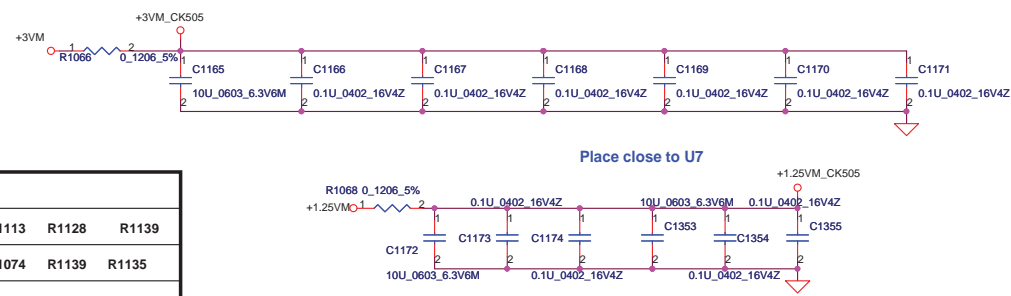 +3VM_CK505
+3VM
1
2
R1066
0_1206_5%
1
C1165
10U_0603_6.3V6M
2
1
C1166
0.1U_0402_16V4Z
2
1
C1167
0.1U_0402_16V4Z
2
1
C1168
0.1U_0402_16V4Z
2
1
C1169
0.1U_0402_16V4Z
2
1
C1170
0.1U_0402_16V4Z
2
1
C1171
0.1U_0402_16V4Z
2
Place close to U7
+1.25VM_CK505
R1068 0_1206_5%
+1.25VM
1
2
0.1U_0402_16V4Z
10U_0603_6.3V6M
0.1U_0402_16V4Z
1
1
1
1
1
1
C1172
C1173
C1174
C1353
C1354
C1355
2
2
2
2
2
2
10U_0603_6.3V6M
0.1U_0402_16V4Z
0.1U_0402_16V4Z
1113 R1128 R1139
1074 R1139 R1135